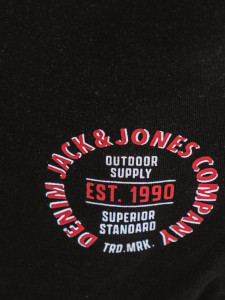 DENIM JACK & JONES COMPANY
OUTDOOR
SUPPLY
EST. 1990
SUPERIOR
STANDARD
TRD.MRK.